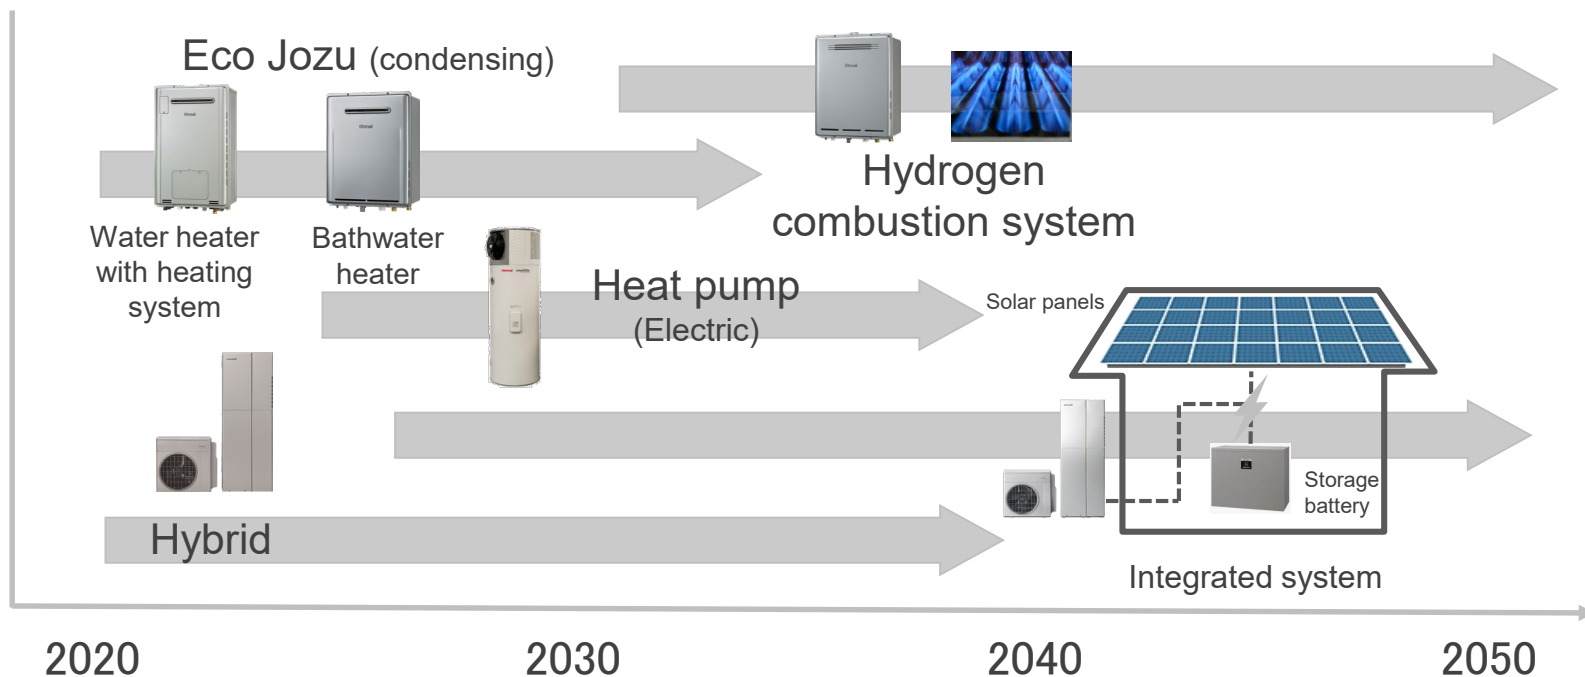 Eco Jozu (condensing)
Water heater
with heating
system
Bathwater
heater
Hydrogen
combustion system
Heat pump
(Electric)
Solar panels
Storage
battery
Hybrid
Integrated system
2020
2030
2040
2050